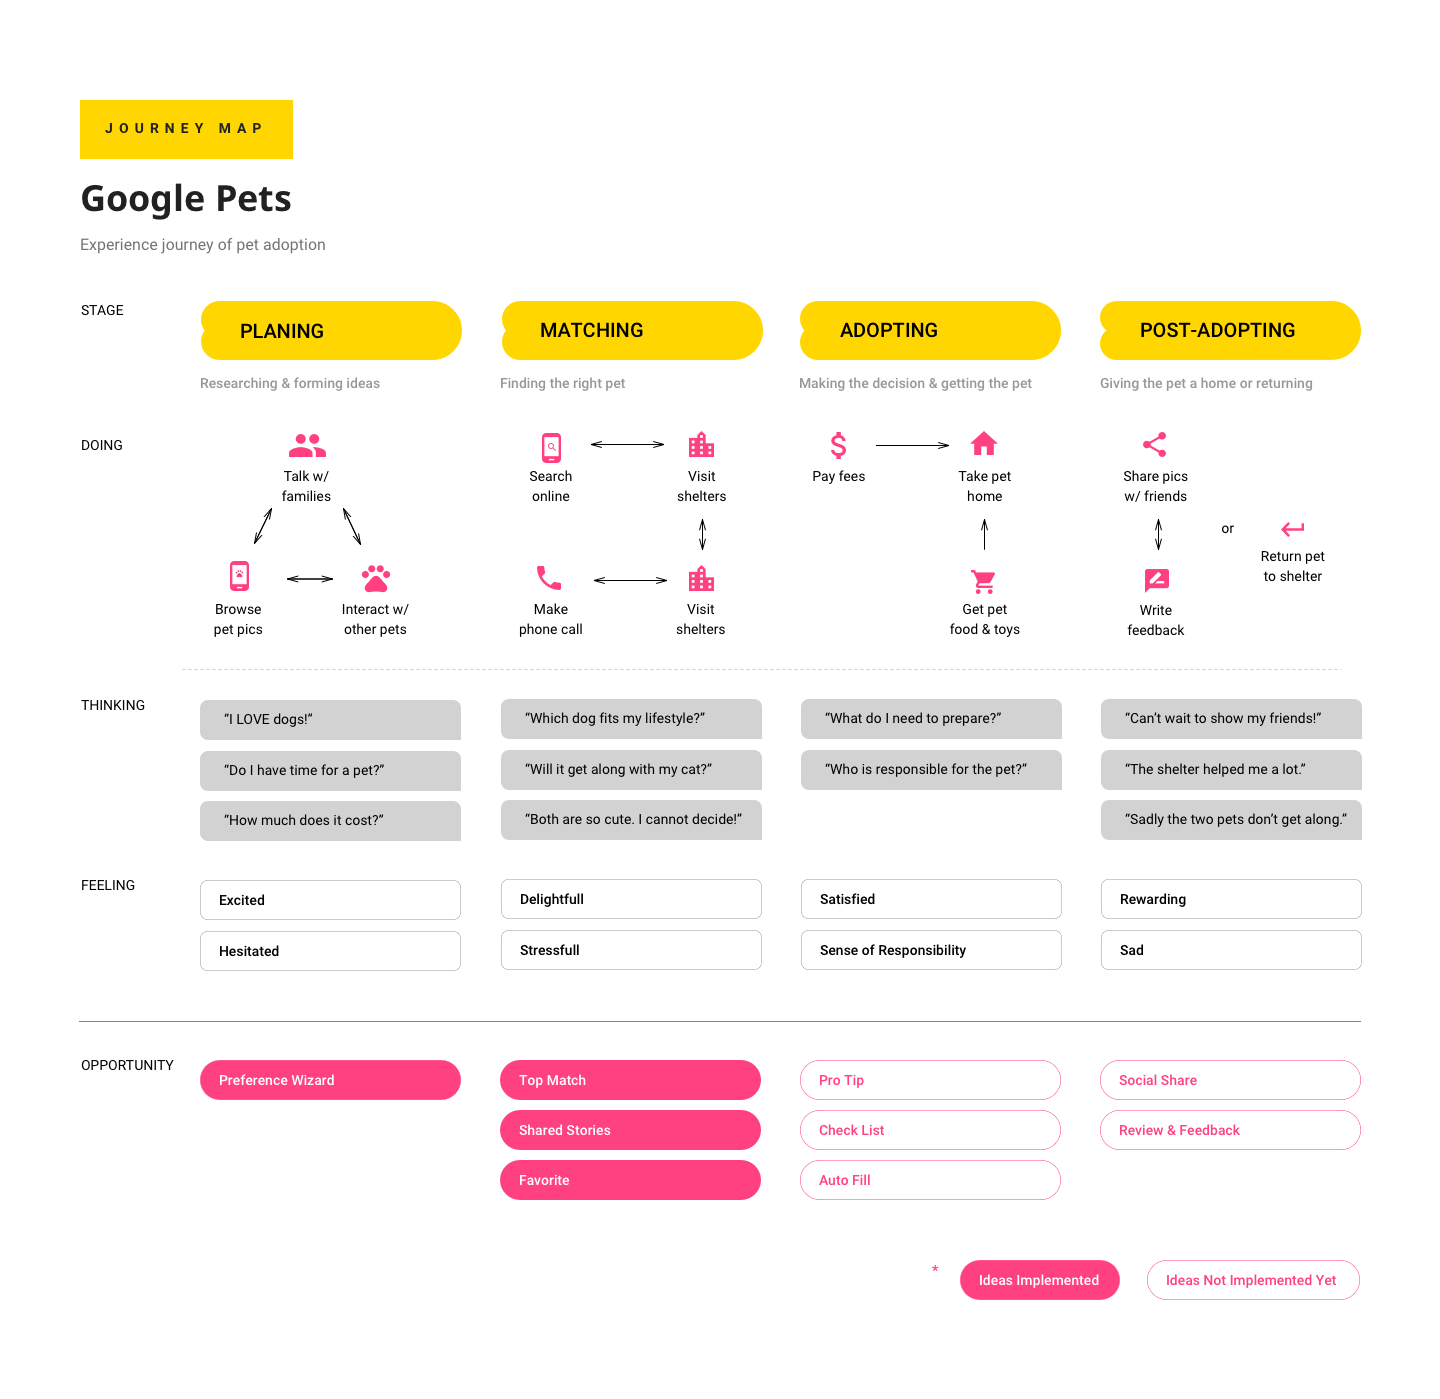 JOURNEY MAP
Google Pets
Experience journey of pet adoption
STAGE
PLANING
MATCHING
ADOPTING
POST-ADOPTING
Researching & forming ideas
Finding the right pet
Making the decision & getting the pet
Giving the pet a home or returning
DOING
Talk w/
families
Browse
pet pics
Interact w/
other pets
Search
online
Visit
shelters
Make
phone call
Visit
shelters
Pay fees
Take pet
home
Get pet
food & toys
Share pics
w/ friends
or
Return pet
to shelter
Write
feedback
THINKING
“I LOVE dogs!”
“Do I have time for a pet?”
“How much does it cost?”
“Which dog fits my lifestyle?”
“Will it get along with my cat?”
“Both are so cute. I cannot decide!”
“What do I need to prepare?”
“Who is responsible for the pet?”
“Can’t wait to show my friends!”
“The shelter helped me a lot.”
“Sadly the two pets don’t get along.”
FEELING
Excited
Hesitated
Delightfull
Stressfull
Satisfied
Sense of Responsibility
Rewarding
Sad
OPPORTUNITY
Preference Wizard
Top Match
Shared Stories
Favorite
Pro Tip
Check List
Auto Fill
Social Share
Review & Feedback
*
Ideas Implemented
Ideas Not Implemented Yet